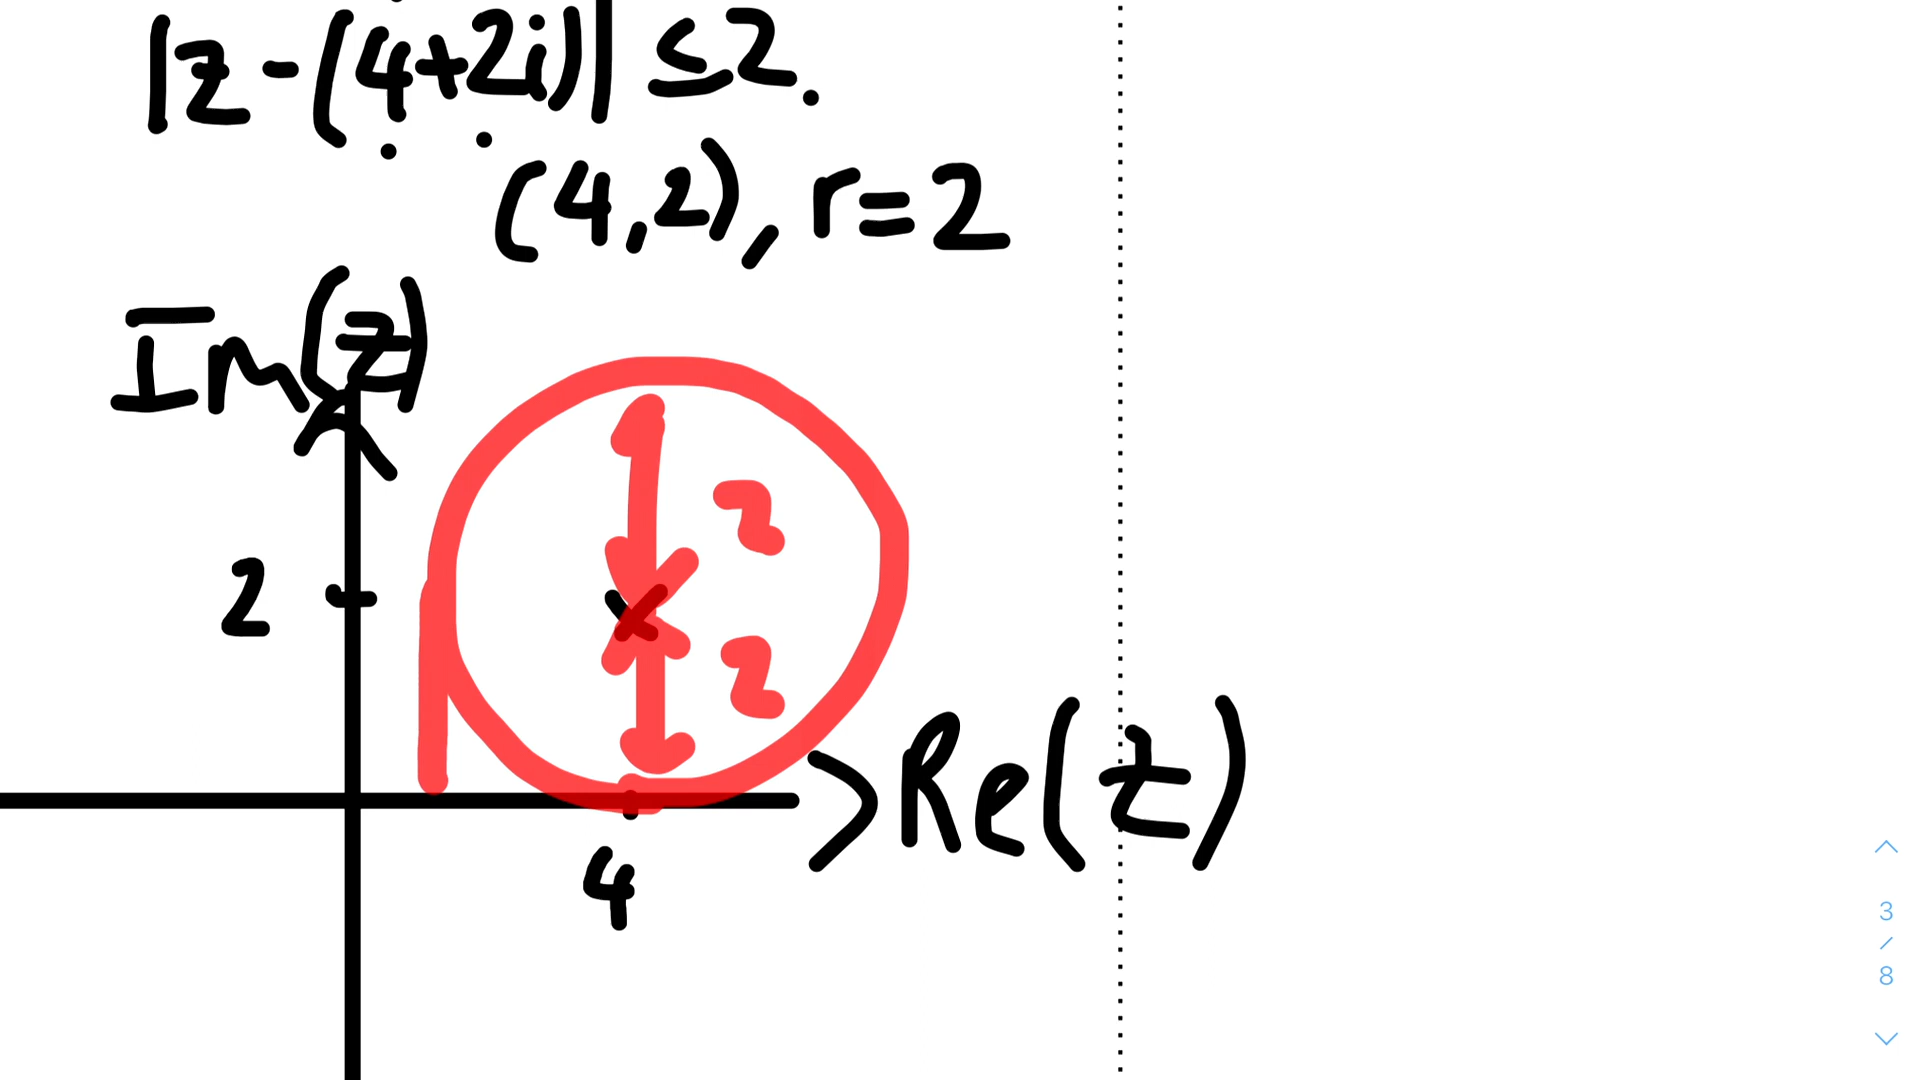 |z-(4+2i)| ≤2.
(4,2), r=2
Im(z)
2
2
2
Re(z)
4
3
/
8